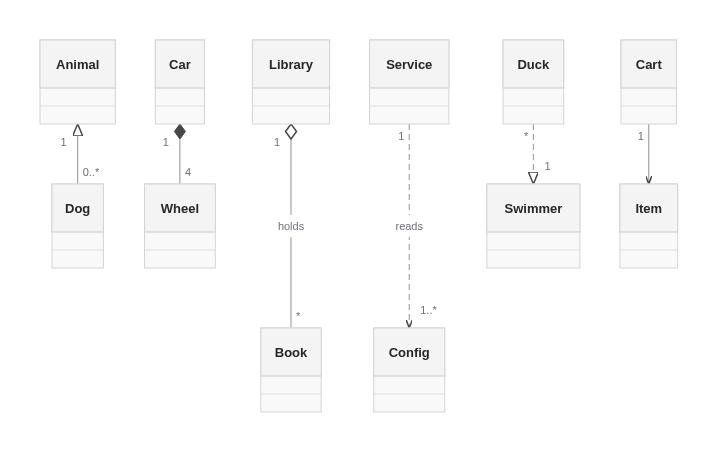 Animal
Car
Library
Service
Duck
Cart
1
1
1
1
*
1
0..*
4
1
Dog
Wheel
Swimmer
Item
holds
reads
*
1..*
Book
Config